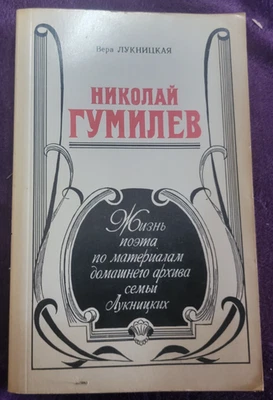 Вера ЛУКНИЦКАЯ
НИКОЛАЙ
ГУМИЛЕВ
Жизнь
поэта
по материалам
домашнего архива
семьи
Лукницких